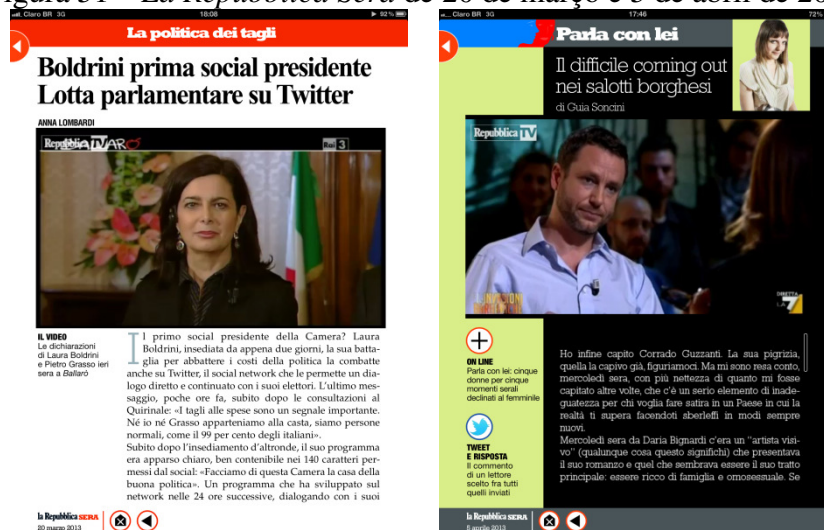 Figura 31 – La Repubblica Sera de 20 de março e 5 de abril de 20
Claro BR 3G
18:08
92%
La politica dei tagli
Boldrini prima social presidente
Lotta parlamentare su Twitter
ANNA LOMBARDI
Repubblica TV
Rai 3
IL VIDEO
Le dichiarazioni
di Laura Boldrini
e Pietro Grasso ieri
sera a Ballarò
Il primo social presidente della Camera? Laura
Boldrini, insediata da appena due giorni, la sua batta-
glia per abbattere i costi della politica la combatte
anche su Twitter, il social network che le permette un dia-
logo diretto e continuato con i suoi elettori. L'ultimo mes-
saggio, poche ore fa, subito dopo le consultazioni al
Quirinale: «I tagli alle spese sono un segnale importante.
Né io né Grasso apparteniamo alla casta, siamo persone
normali, come il 99 per cento degli italiani».
Subito dopo l'insediamento d'altronde, il suo programma
era apparso chiaro, ben contenibile nei 140 caratteri per-
messi dal social: «Facciamo di questa Camera la casa della
buona politica». Un programma che ha sviluppato sul
network nelle 24 ore successive, dialogando con i suoi
la Repubblica SERA
20 marzo 2013
Claro BR 3G
17:46
72%
Parla con lei
Il difficile coming out
nei salotti borghesi
di Guia Soncini
Repubblica TV
DIRETTA
LA7
ON LINE
Parla con lei: cinque
donne per cinque
momenti serali
declinati al femminile
TWEET
E RISPOSTA
Il commento
di un lettore
scelto fra tutti
quelli inviati
Ho infine capito Corrado Guzzanti. La sua pigrizia,
quella la capivo già, figuriamoci. Ma mi sono resa conto,
mercoledì sera, con più nettezza di quanto mi fosse
capitato altre volte, che c'è un serio elemento di inade-
guatezza per chi voglia fare satira in un Paese in cui la
realtà ti supera facendoti sberleffi in modi sempre
nuovi.
Mercoledì sera da Daria Bignardi c'era un "artista visi-
vo" (qualunque cosa questo significhi) che presentava
il suo romanzo e quel che sembrava essere il suo tratto
principale: essere ricco di famiglia e omosessuale. Se
la Repubblica SERA
5 aprile 2013